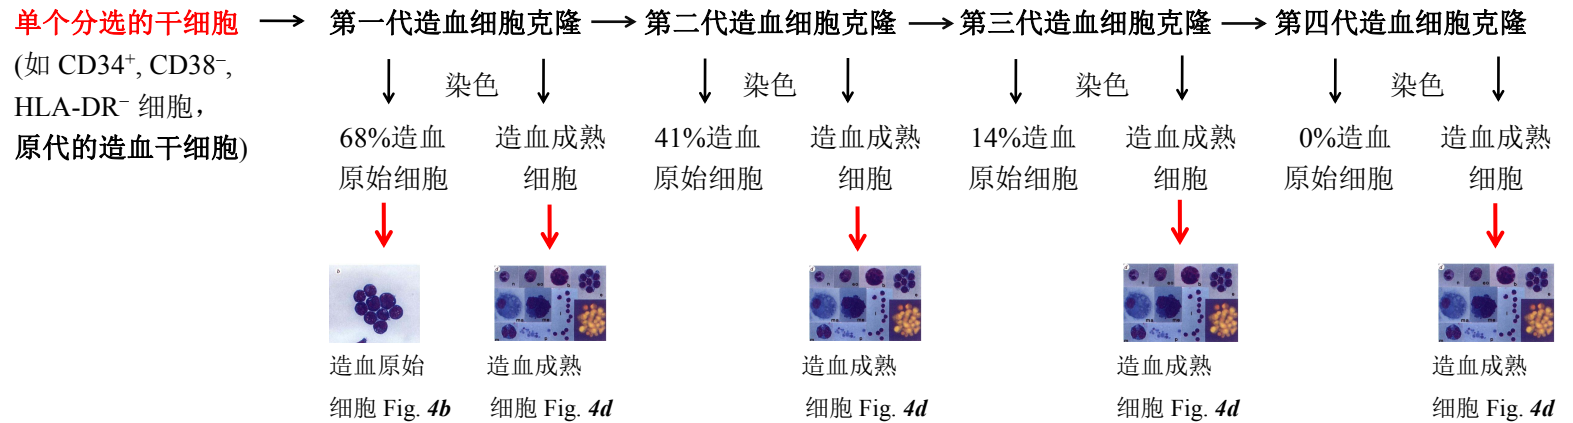 单个分选的干细胞
(如 CD34⁺, CD38⁻,
HLA-DR⁻ 细胞，
原代的造血干细胞)
第一代造血细胞克隆
第二代造血细胞克隆
第三代造血细胞克隆
第四代造血细胞克隆
染色
68%造血
原始细胞
造血成熟
细胞
染色
41%造血
原始细胞
造血成熟
细胞
染色
14%造血
原始细胞
造血成熟
细胞
染色
0%造血
原始细胞
造血成熟
细胞
造血原始
细胞 Fig. 4b
造血成熟
细胞 Fig. 4d
造血成熟
细胞 Fig. 4d
造血成熟
细胞 Fig. 4d
造血成熟
细胞 Fig. 4d